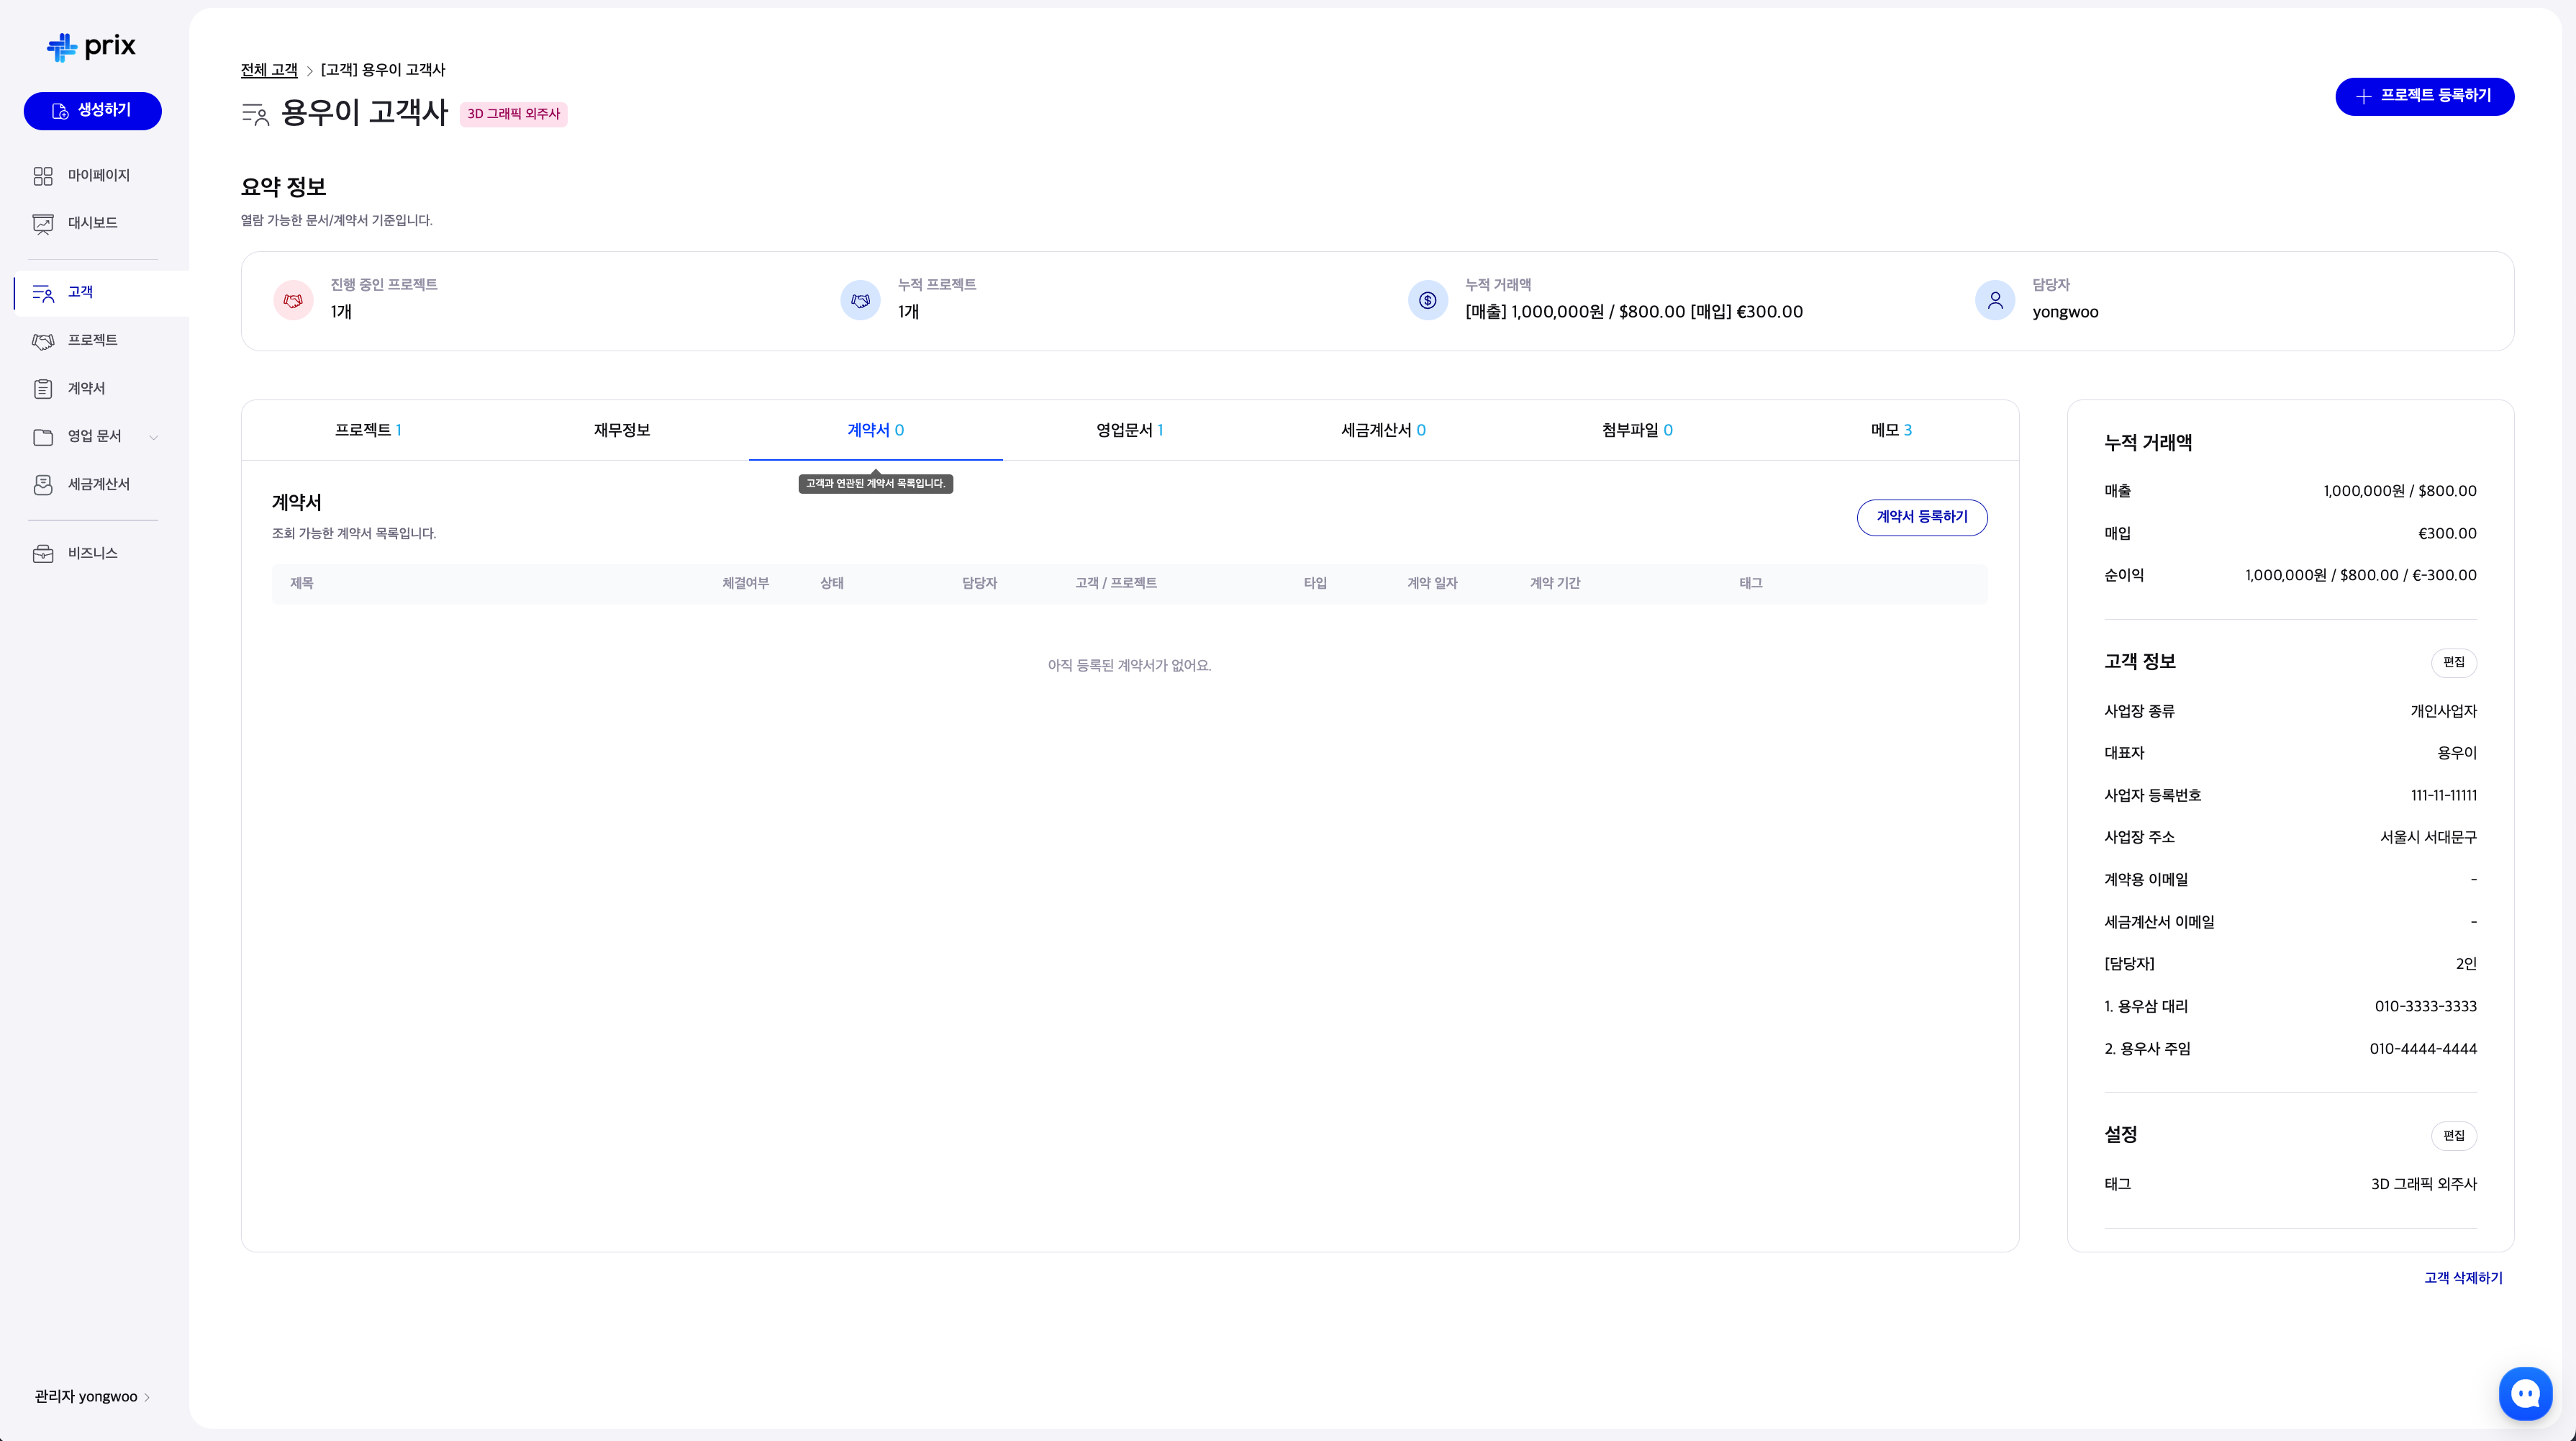 prix
생성하기
마이페이지
대시보드
고객
프로젝트
계약서
영업 문서
세금계산서
비즈니스
관리자 yongwoo
전체 고객 > [고객] 용우이 고객사
용우이 고객사 3D 그래픽 외주사
프로젝트 등록하기
요약 정보
열람 가능한 문서/계약서 기준입니다.
진행 중인 프로젝트
1개
누적 프로젝트
1개
누적 거래액
[매출] 1,000,000원 / $800.00 [매입] €300.00
담당자
yongwoo
프로젝트 1 재무정보 계약서 0 영업문서 1 세금계산서 0 첨부파일 0 메모 3
고객과 연관된 계약서 목록입니다.
계약서
조회 가능한 계약서 목록입니다.
계약서 등록하기
제목 체결여부 상태 담당자 고객 / 프로젝트 타입 계약 일자 계약 기간 태그
아직 등록된 계약서가 없어요.
누적 거래액
매출 1,000,000원 / $800.00
매입 €300.00
순이익 1,000,000원 / $800.00 / €-300.00
고객 정보 편집
사업장 종류 개인사업자
대표자 용우이
사업자 등록번호 111-11-11111
사업장 주소 서울시 서대문구
계약용 이메일 -
세금계산서 이메일 -
[담당자] 2인
1. 용우삼 대리 010-3333-3333
2. 용우사 주임 010-4444-4444
설정 편집
태그 3D 그래픽 외주사
고객 삭제하기